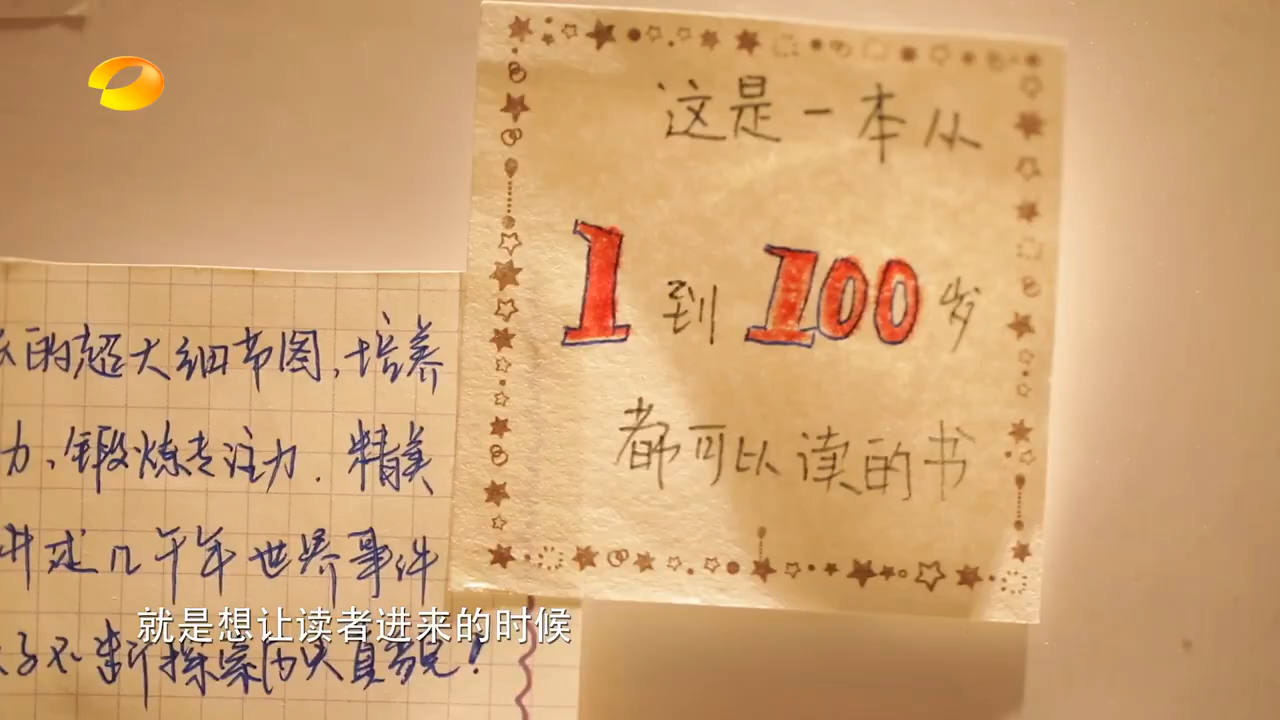 这是一本从
1到100岁
都可以读的书
的超大细节图,培养
力、锻炼专注力.精美
讲述几千年世界事件
子不断探索历史真貌!
就是想让读者进来的时候